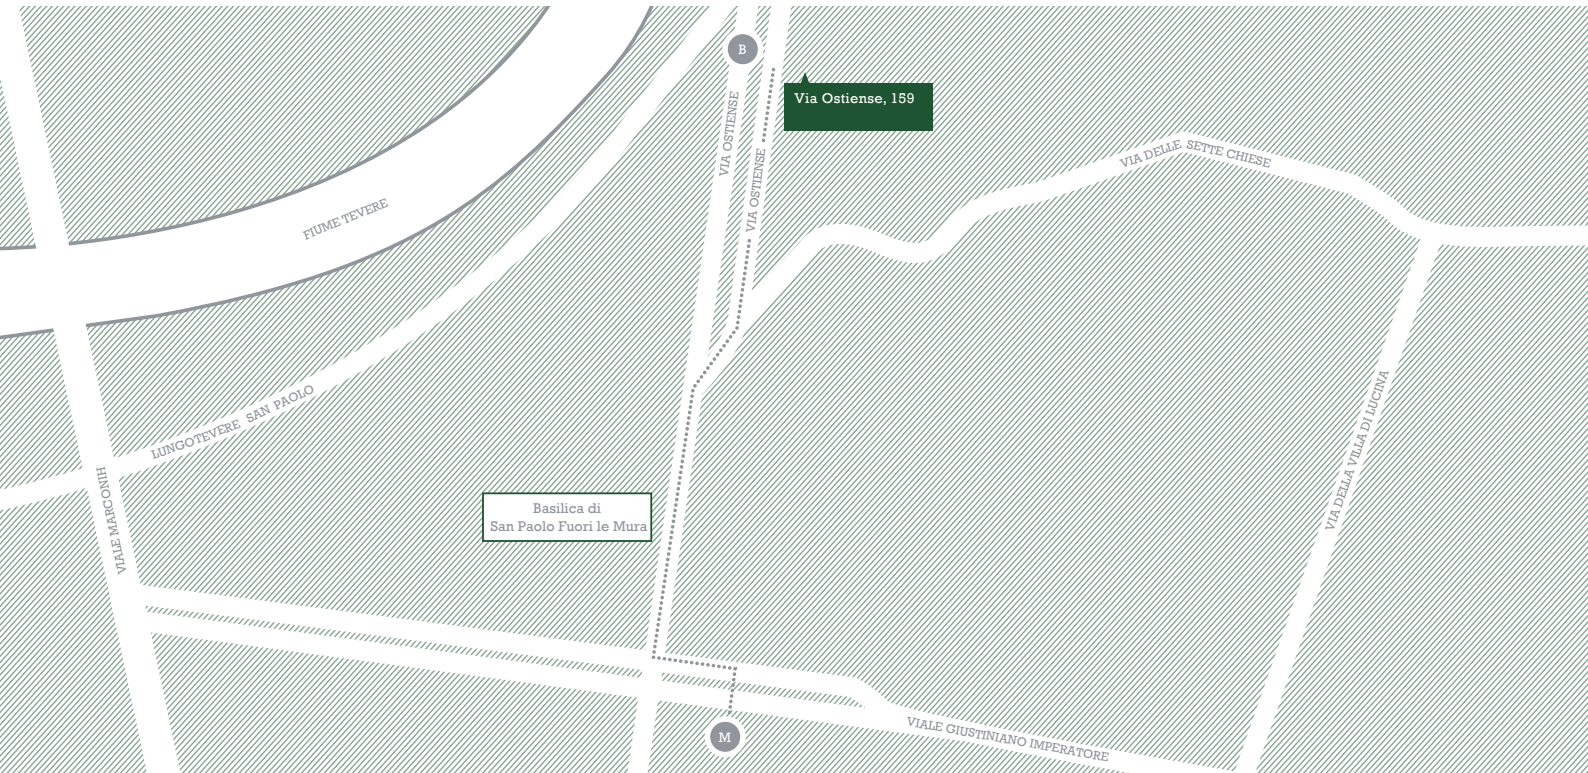 B
Via Ostiense, 159
VIA OSTIENSE
VIA OSTIENSE
VIA DELLE SETTE CHIESE
FIUME TEVERE
LUNGOTEVERE SAN PAOLO
VIA DELLA VILLA DI LUCINA
VIALE MARCONIH
Basilica di
San Paolo Fuori le Mura
M
VIALE GIUSTINIANO IMPERATORE